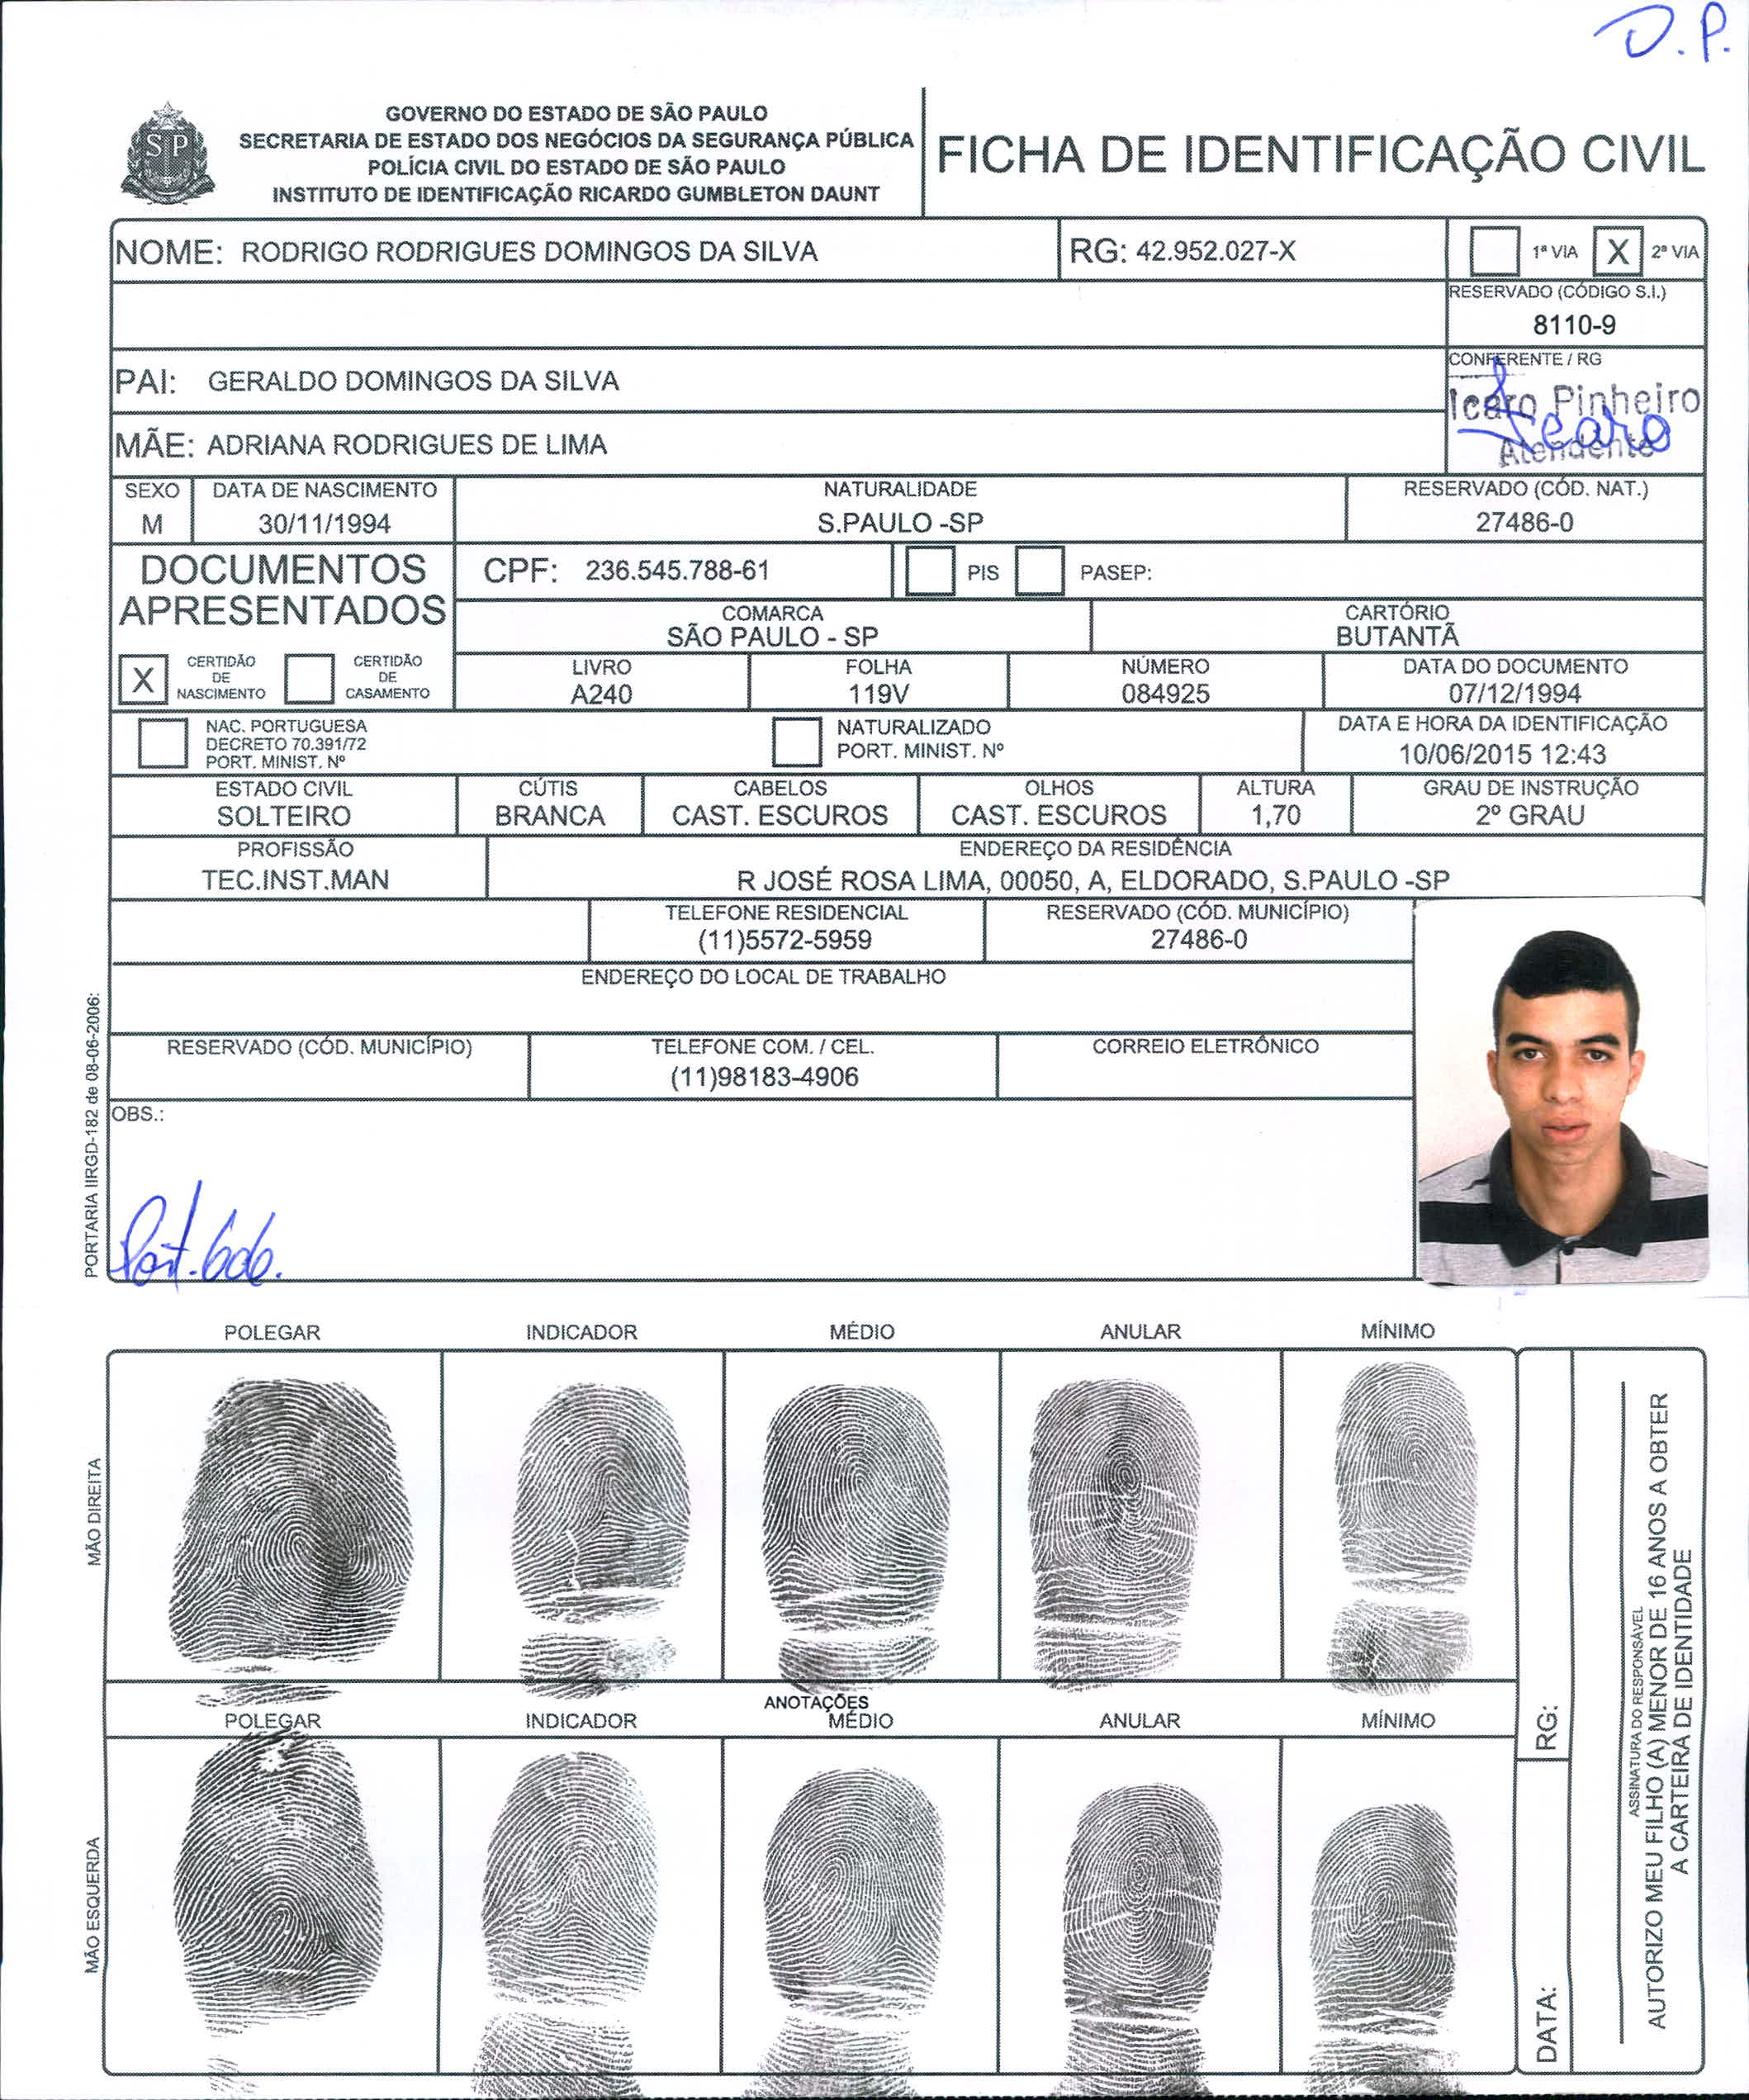 D.P.
GOVERNO DO ESTADO DE SÃO PAULO
SECRETARIA DE ESTADO DOS NEGÓCIOS DA SEGURANÇA PÚBLICA
POLÍCIA CIVIL DO ESTADO DE SÃO PAULO
INSTITUTO DE IDENTIFICAÇÃO RICARDO GUMBLETON DAUNT
SP
FICHA DE IDENTIFICAÇÃO CIVIL
NOME: RODRIGO RODRIGUES DOMINGOS DA SILVA
RG: 42.952.027-X
1ª VIA X 2ª VIA
RESERVADO (CÓDIGO S.I.)
8110-9
PAI: GERALDO DOMINGOS DA SILVA
CONFERENTE / RG
Icaro Pinheiro
Icaro
Atendente
MÃE: ADRIANA RODRIGUES DE LIMA
SEXO DATA DE NASCIMENTO NATURALIDADE RESERVADO (CÓD. NAT.)
M 30/11/1994 S.PAULO -SP 27486-0
DOCUMENTOS
APRESENTADOS
CPF: 236.545.788-61 PIS PASEP:
COMARCA CARTÓRIO
SÃO PAULO - SP BUTANTÃ
X CERTIDÃO
DE
NASCIMENTO
CERTIDÃO
DE
CASAMENTO
LIVRO FOLHA NÚMERO DATA DO DOCUMENTO
A240 119V 084925 07/12/1994
NAC. PORTUGUESA
DECRETO 70.391/72
PORT. MINIST. Nº
NATURALIZADO
PORT. MINIST. Nº
DATA E HORA DA IDENTIFICAÇÃO
10/06/2015 12:43
ESTADO CIVIL CÚTIS CABELOS OLHOS ALTURA GRAU DE INSTRUÇÃO
SOLTEIRO BRANCA CAST. ESCUROS CAST. ESCUROS 1,70 2º GRAU
PROFISSÃO ENDEREÇO DA RESIDÊNCIA
TEC.INST.MAN R JOSÉ ROSA LIMA, 00050, A, ELDORADO, S.PAULO -SP
TELEFONE RESIDENCIAL RESERVADO (CÓD. MUNICÍPIO)
(11)5572-5959 27486-0
ENDEREÇO DO LOCAL DE TRABALHO
RESERVADO (CÓD. MUNICÍPIO) TELEFONE COM. / CEL. CORREIO ELETRÔNICO
(11)98183-4906
OBS.:
PORTARIA IIRGD-182 de 08-06-2006:
POLEGAR INDICADOR MÉDIO ANULAR MÍNIMO
MÃO DIREITA
ANOTAÇÕES
POLEGAR INDICADOR MÉDIO ANULAR MÍNIMO
MÃO ESQUERDA
RG:
DATA:
ASSINATURA DO RESPONSÁVEL
AUTORIZO MEU FILHO (A) MENOR DE 16 ANOS A OBTER
A CARTEIRA DE IDENTIDADE